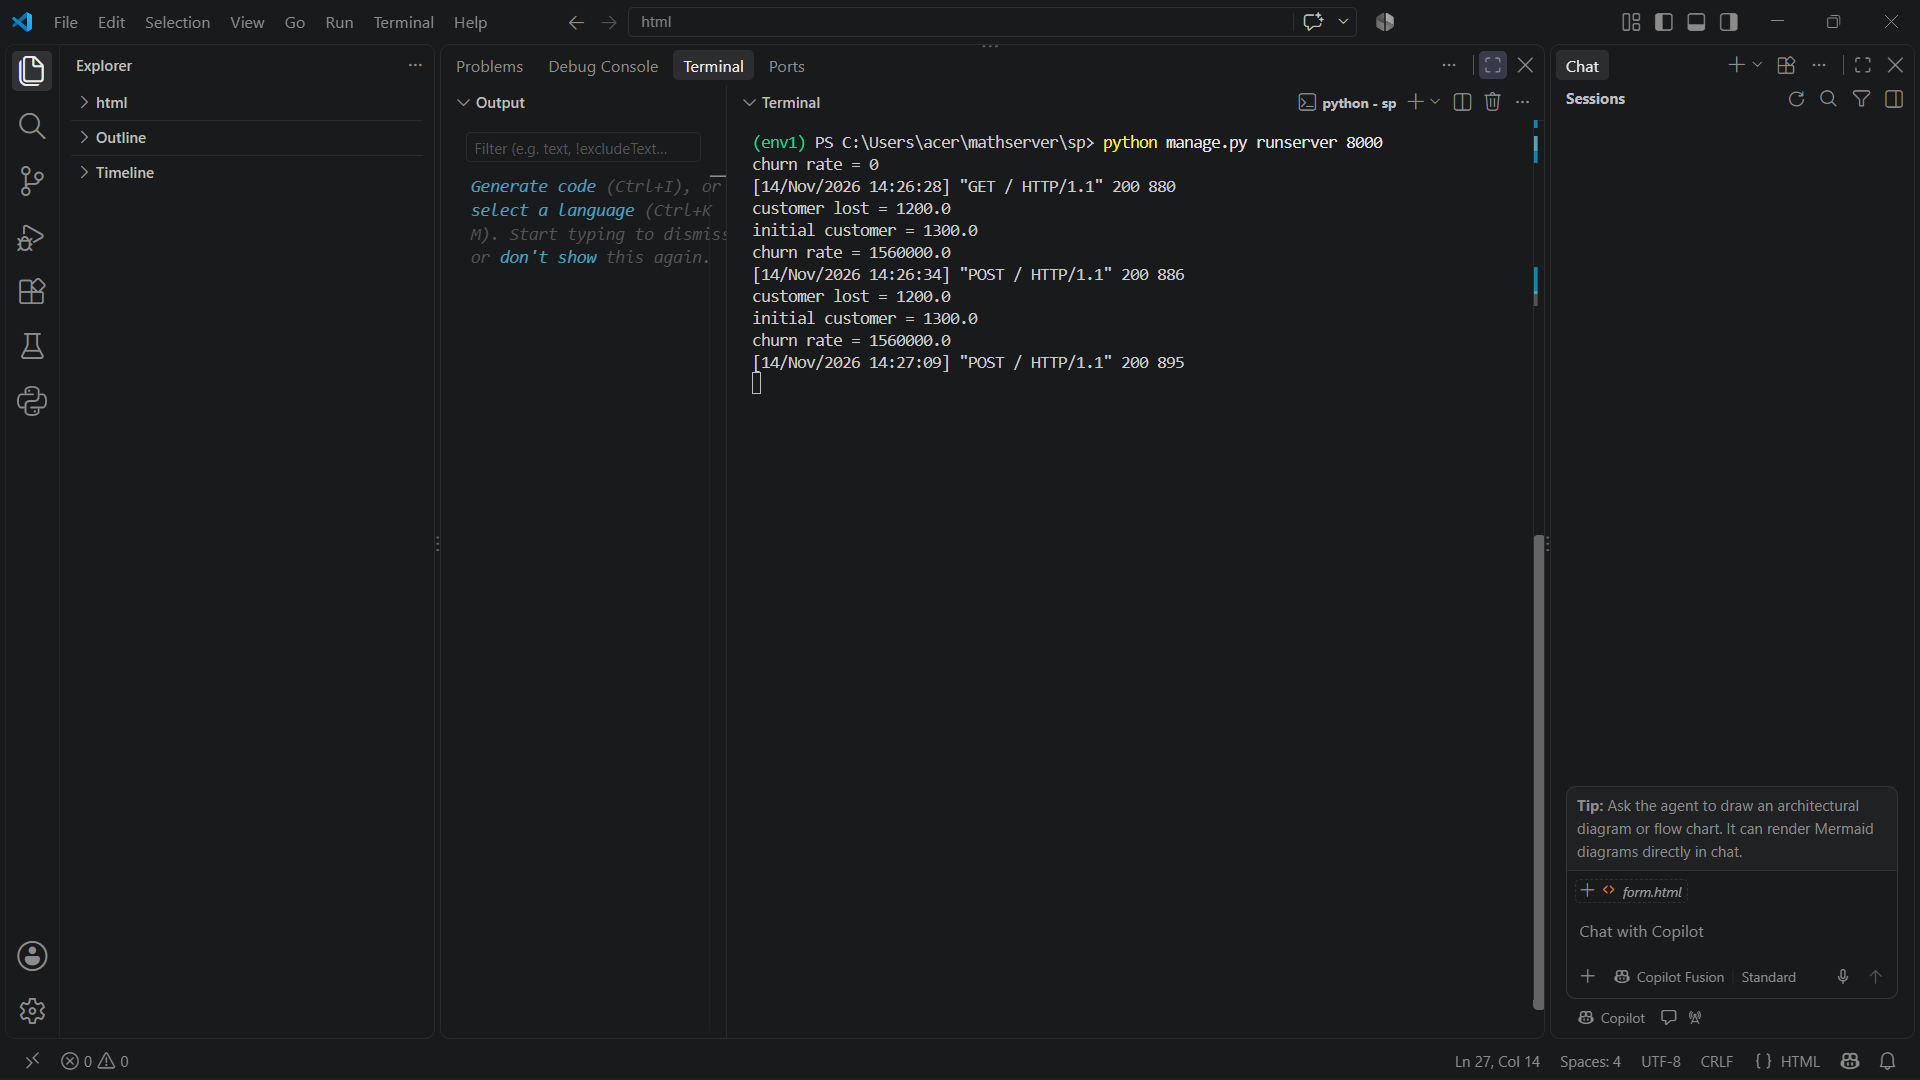 File Edit Selection View Go Run Terminal Help
html
Explorer
html
Outline
Timeline
Problems Debug Console Terminal Ports
Output
Filter (e.g. text, !excludeText...
Generate code (Ctrl+I), or
select a language (Ctrl+K
M). Start typing to dismiss
or don't show this again.
Terminal
python - sp
(env1) PS C:\Users\acer\mathserver\sp> python manage.py runserver 8000
churn rate = 0
[14/Nov/2026 14:26:28] "GET / HTTP/1.1" 200 880
customer lost = 1200.0
initial customer = 1300.0
churn rate = 1560000.0
[14/Nov/2026 14:26:34] "POST / HTTP/1.1" 200 886
customer lost = 1200.0
initial customer = 1300.0
churn rate = 1560000.0
[14/Nov/2026 14:27:09] "POST / HTTP/1.1" 200 895
Chat
Sessions
Tip: Ask the agent to draw an architectural
diagram or flow chart. It can render Mermaid
diagrams directly in chat.
form.html
Chat with Copilot
Copilot Fusion Standard
Copilot
0 0
Ln 27, Col 14 Spaces: 4 UTF-8 CRLF {} HTML